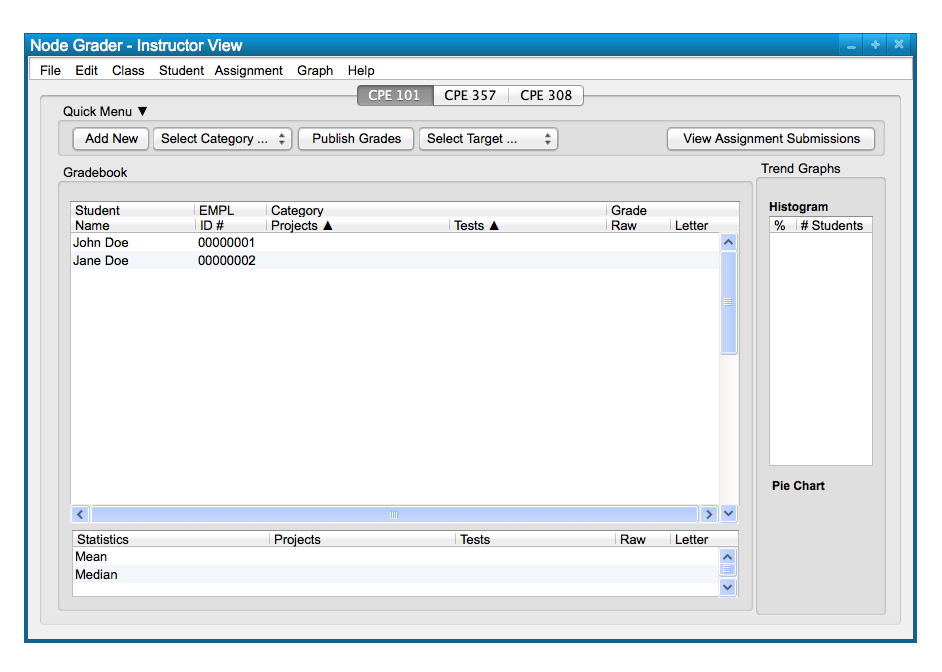 Node Grader - Instructor View
File Edit Class Student Assignment Graph Help
CPE 101 CPE 357 CPE 308
Quick Menu ▼
Add New Select Category ... Publish Grades Select Target ... View Assignment Submissions
Gradebook
Student EMPL Category Grade
Name ID # Projects ▲ Tests ▲ Raw Letter
John Doe 00000001
Jane Doe 00000002
Statistics Projects Tests Raw Letter
Mean
Median
Trend Graphs
Histogram
% # Students
Pie Chart